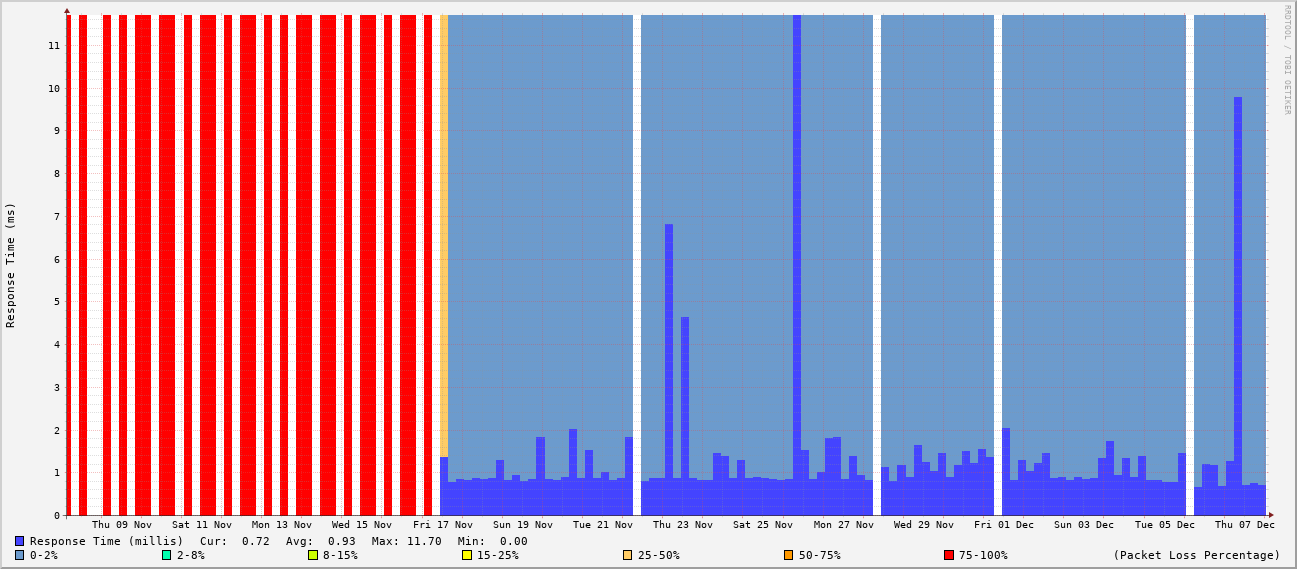 RRDTOOL / TOBI OETIKER
Response Time (ms)
11
10
9
8
7
6
5
4
3
2
1
0
Thu 09 Nov Sat 11 Nov Mon 13 Nov Wed 15 Nov Fri 17 Nov Sun 19 Nov Tue 21 Nov Thu 23 Nov Sat 25 Nov Mon 27 Nov Wed 29 Nov Fri 01 Dec Sun 03 Dec Tue 05 Dec Thu 07 Dec
Response Time (millis) Cur: 0.72 Avg: 0.93 Max: 11.70 Min: 0.00
0-2% 2-8% 8-15% 15-25% 25-50% 50-75% 75-100% (Packet Loss Percentage)